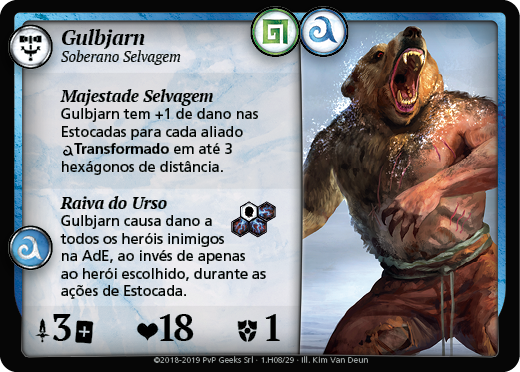 Gulbjarn
Soberano Selvagem
Majestade Selvagem
Gulbjarn tem +1 de dano nas
Estocadas para cada aliado
Transformado em até 3
hexágonos de distância.
Raiva do Urso
Gulbjarn causa dano a
todos os heróis inimigos
na AdE, ao invés de apenas
ao herói escolhido, durante as
ações de Estocada.
3 18 1
©2018-2019 PvP Geeks Srl · 1.H08/29 · Ill. Kim Van Deun